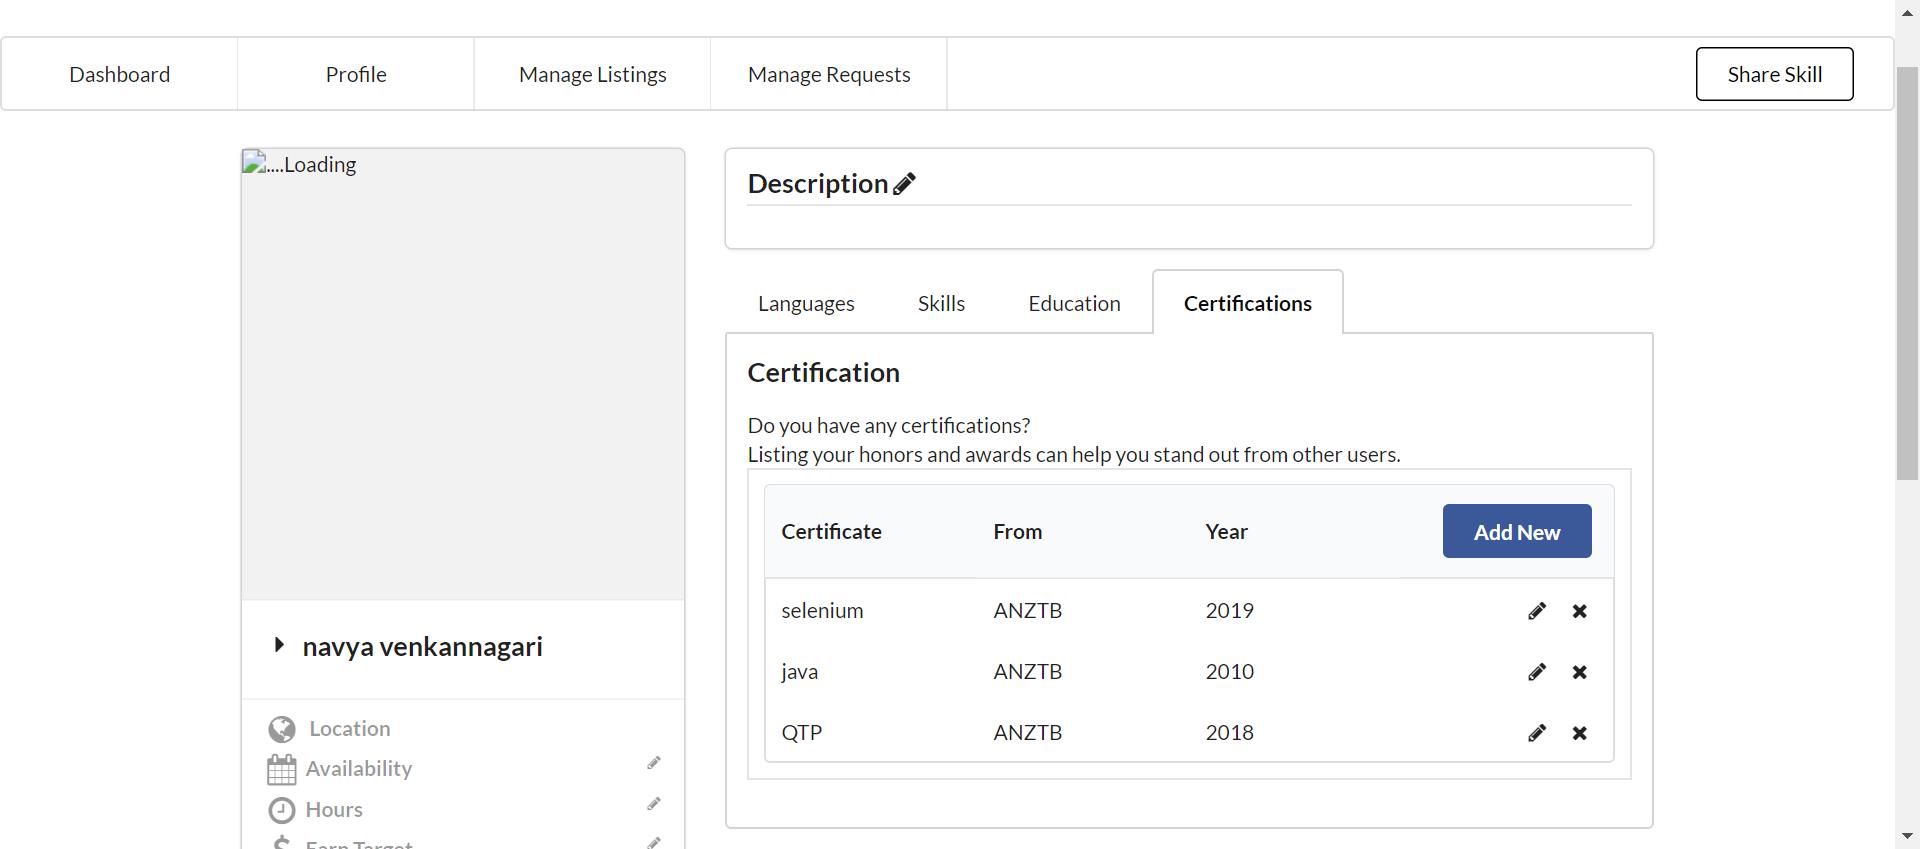 Dashboard Profile Manage Listings Manage Requests Share Skill
....Loading
navya venkannagari
Location
Availability
Hours
Earn Target
Description
Languages Skills Education Certifications
Certification
Do you have any certifications?
Listing your honors and awards can help you stand out from other users.
Certificate From Year Add New
selenium ANZTB 2019
java ANZTB 2010
QTP ANZTB 2018